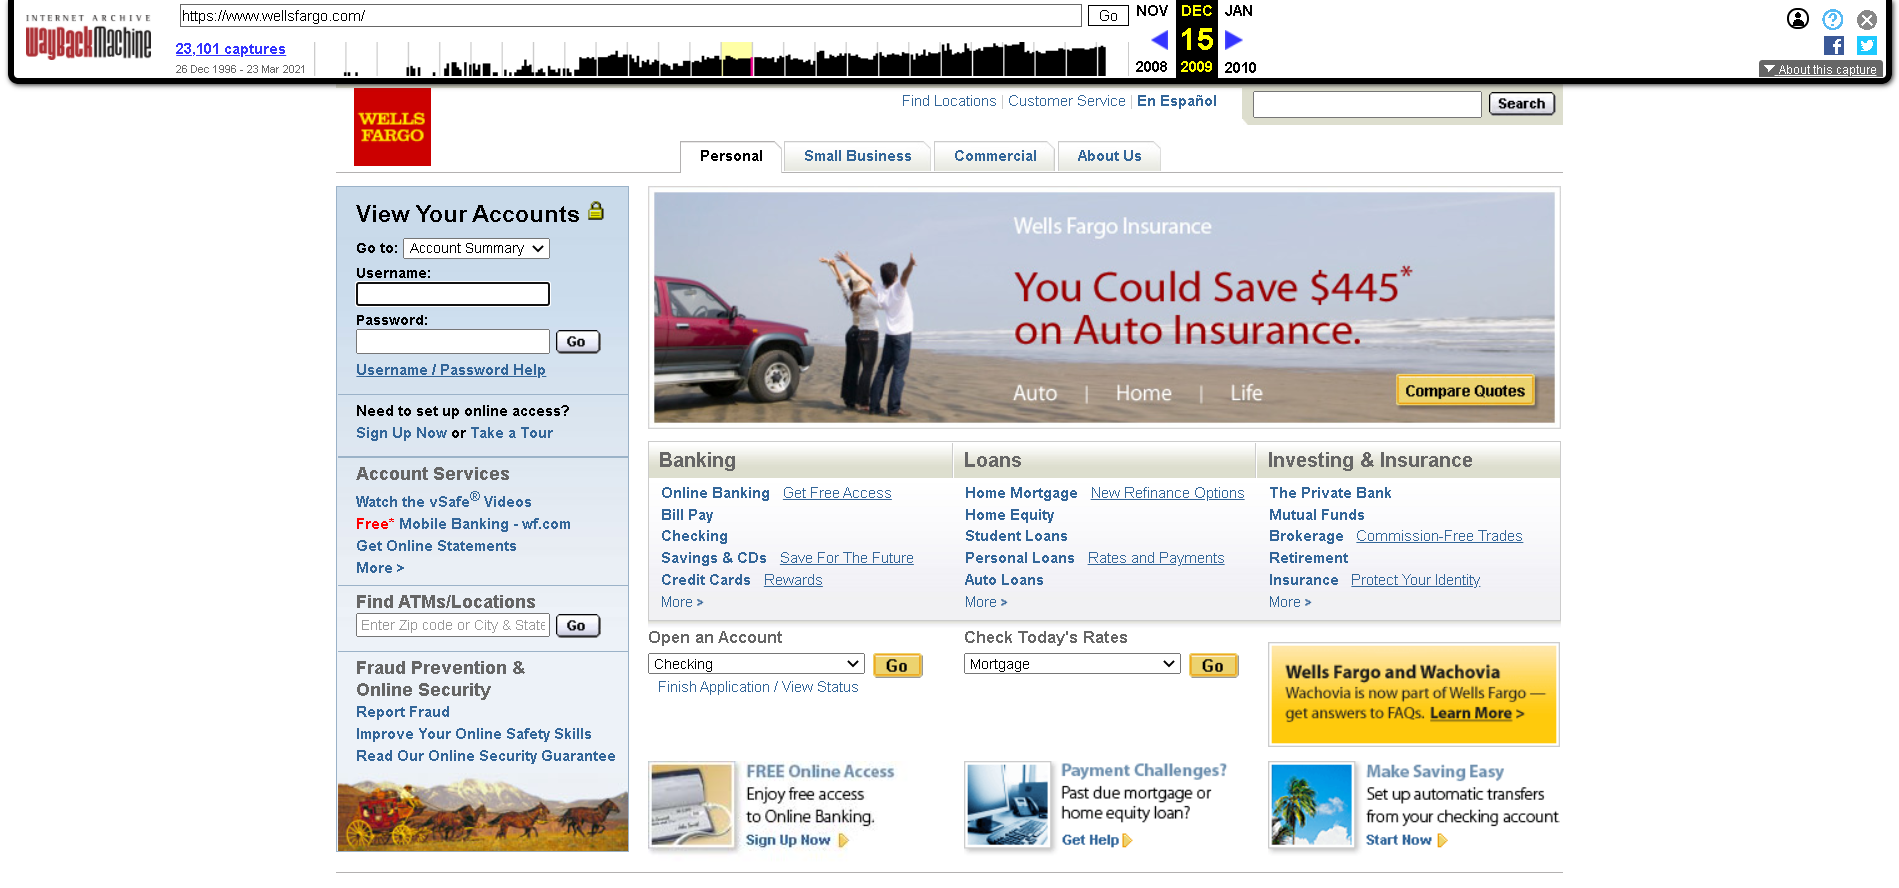 INTERNET ARCHIVE
WayBackMachine
https://www.wellsfargo.com/
Go
NOV DEC JAN
23,101 captures
15
26 Dec 1996 - 23 Mar 2021
2008 2009 2010
About this capture
WELLS
FARGO
Find Locations | Customer Service | En Español
Search
Personal
Small Business
Commercial
About Us
View Your Accounts
Go to: Account Summary
Username:
Password:
Go
Username / Password Help
Need to set up online access?
Sign Up Now or Take a Tour
Account Services
Watch the vSafe® Videos
Free* Mobile Banking - wf.com
Get Online Statements
More >
Find ATMs/Locations
Enter Zip code or City & State
Go
Fraud Prevention &
Online Security
Report Fraud
Improve Your Online Safety Skills
Read Our Online Security Guarantee
Wells Fargo Insurance
You Could Save $445*
on Auto Insurance.
Auto | Home | Life
Compare Quotes
Banking
Online Banking Get Free Access
Bill Pay
Checking
Savings & CDs Save For The Future
Credit Cards Rewards
More >
Loans
Home Mortgage New Refinance Options
Home Equity
Student Loans
Personal Loans Rates and Payments
Auto Loans
More >
Investing & Insurance
The Private Bank
Mutual Funds
Brokerage Commission-Free Trades
Retirement
Insurance Protect Your Identity
More >
Open an Account
Checking
Go
Finish Application / View Status
Check Today's Rates
Mortgage
Go
Wells Fargo and Wachovia
Wachovia is now part of Wells Fargo —
get answers to FAQs. Learn More >
FREE Online Access
Enjoy free access
to Online Banking.
Sign Up Now
Payment Challenges?
Past due mortgage or
home equity loan?
Get Help
Make Saving Easy
Set up automatic transfers
from your checking account
Start Now